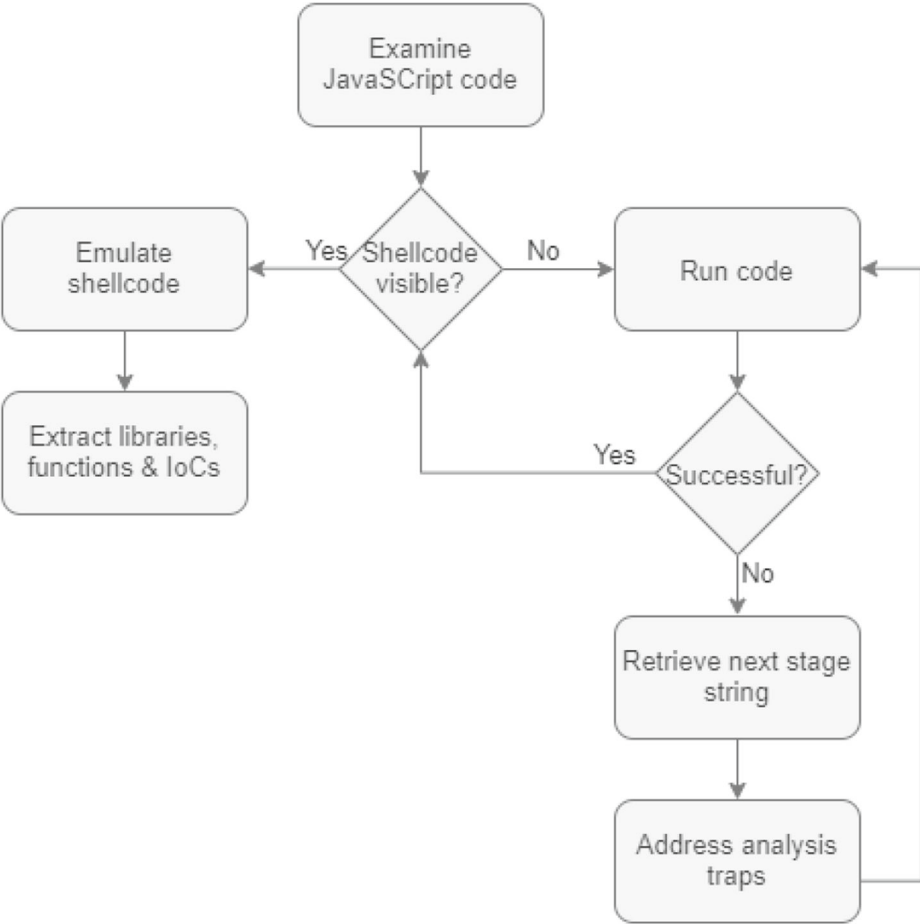 Examine
JavaSCript code
Yes
Shellcode
visible?
No
Emulate
shellcode
Run code
Extract libraries,
functions & IoCs
Yes
Successful?
No
Retrieve next stage
string
Address analysis
traps